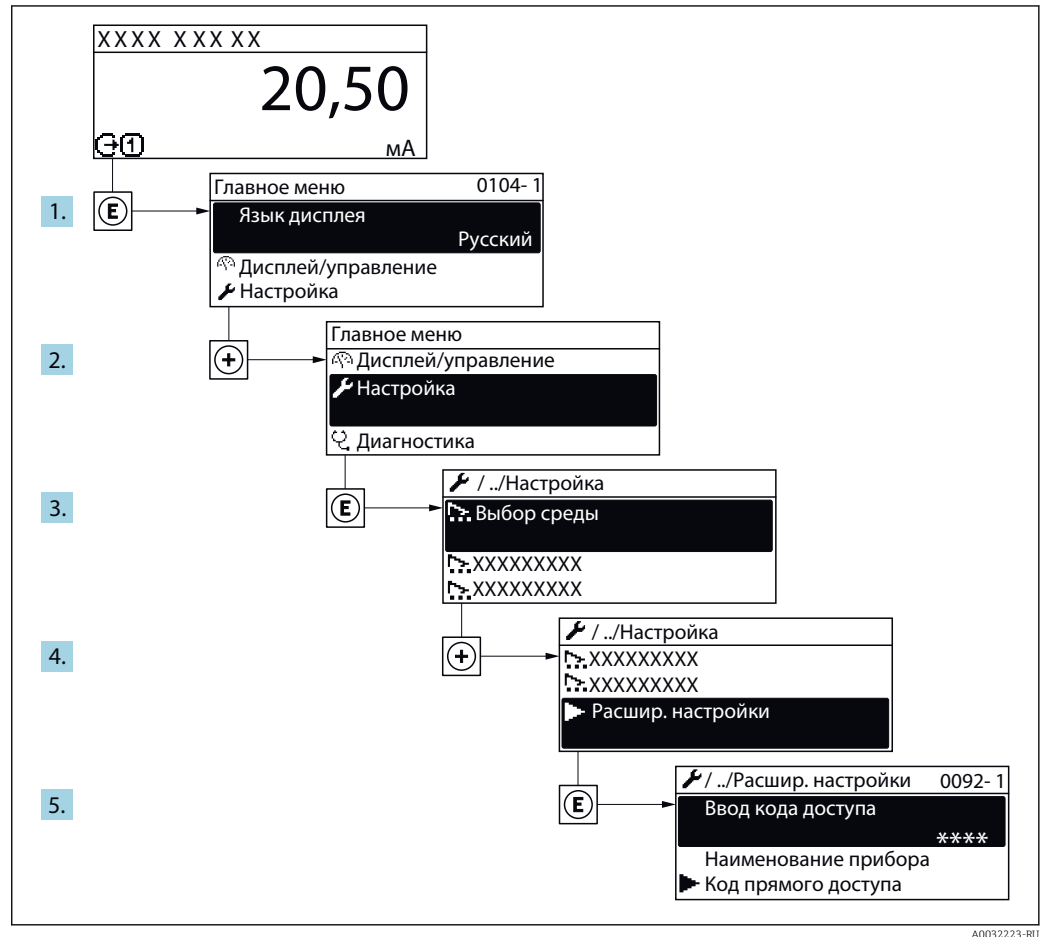 XXXX XXX XX
20,50
1
мА
1.
E
Главное меню 0104- 1
Язык дисплея
Русский
Дисплей/управление
Настройка
2.
+
Главное меню
Дисплей/управление
Настройка
Диагностика
3.
E
/ ../Настройка
Выбор среды
XXXXXXXXX
XXXXXXXXX
4.
+
/ ../Настройка
XXXXXXXXX
XXXXXXXXX
Расшир. настройки
5.
E
/ ../Расшир. настройки 0092- 1
Ввод кода доступа
****
Наименование прибора
Код прямого доступа
A0032223-RU